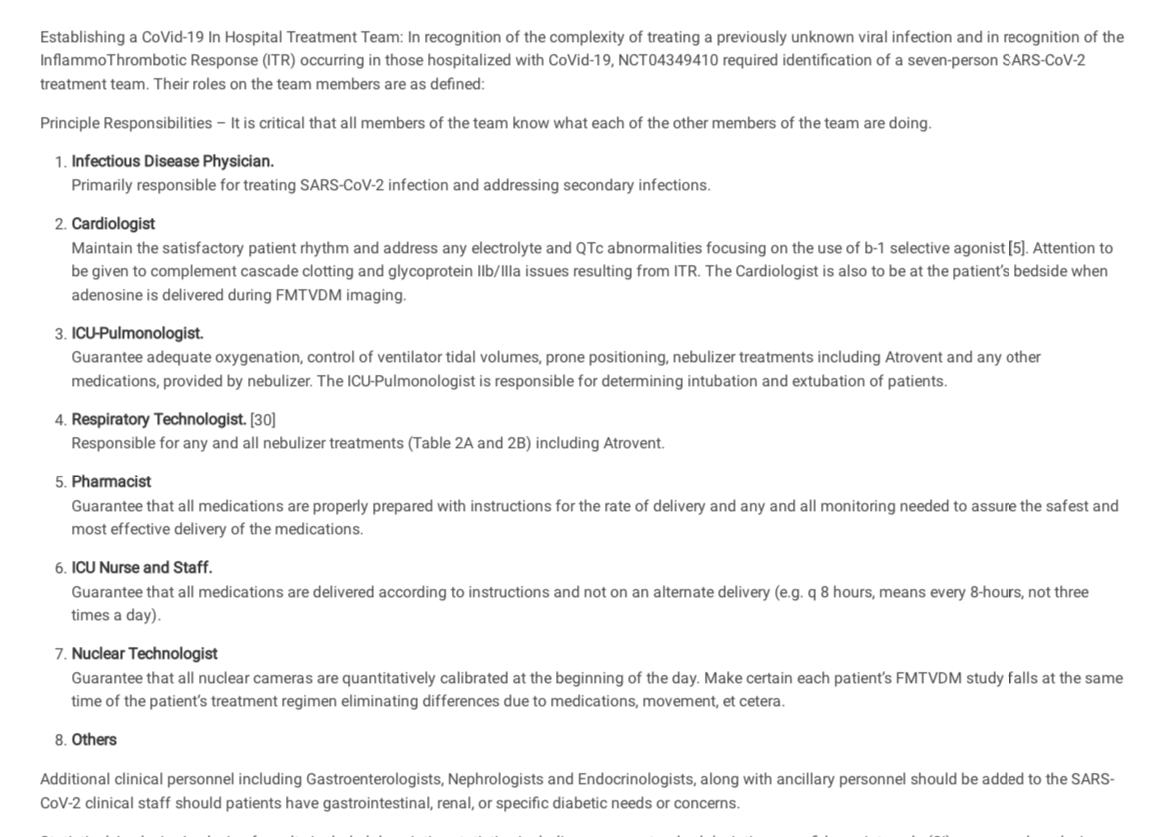 Establishing a CoVid-19 In Hospital Treatment Team: In recognition of the complexity of treating a previously unknown viral infection and in recognition of the
InflammoThrombotic Response (ITR) occurring in those hospitalized with CoVid-19, NCT04349410 required identification of a seven-person SARS-CoV-2
treatment team. Their roles on the team members are as defined:
Principle Responsibilities – It is critical that all members of the team know what each of the other members of the team are doing.
1. Infectious Disease Physician.
Primarily responsible for treating SARS-CoV-2 infection and addressing secondary infections.
2. Cardiologist
Maintain the satisfactory patient rhythm and address any electrolyte and QTc abnormalities focusing on the use of b-1 selective agonist [5]. Attention to
be given to complement cascade clotting and glycoprotein IIb/IIIa issues resulting from ITR. The Cardiologist is also to be at the patient's bedside when
adenosine is delivered during FMTVDM imaging.
3. ICU-Pulmonologist.
Guarantee adequate oxygenation, control of ventilator tidal volumes, prone positioning, nebulizer treatments including Atrovent and any other
medications, provided by nebulizer. The ICU-Pulmonologist is responsible for determining intubation and extubation of patients.
4. Respiratory Technologist. [30]
Responsible for any and all nebulizer treatments (Table 2A and 2B) including Atrovent.
5. Pharmacist
Guarantee that all medications are properly prepared with instructions for the rate of delivery and any and all monitoring needed to assure the safest and
most effective delivery of the medications.
6. ICU Nurse and Staff.
Guarantee that all medications are delivered according to instructions and not on an alternate delivery (e.g. q 8 hours, means every 8-hours, not three
times a day).
7. Nuclear Technologist
Guarantee that all nuclear cameras are quantitatively calibrated at the beginning of the day. Make certain each patient's FMTVDM study falls at the same
time of the patient's treatment regimen eliminating differences due to medications, movement, et cetera.
8. Others
Additional clinical personnel including Gastroenterologists, Nephrologists and Endocrinologists, along with ancillary personnel should be added to the SARS-
CoV-2 clinical staff should patients have gastrointestinal, renal, or specific diabetic needs or concerns.